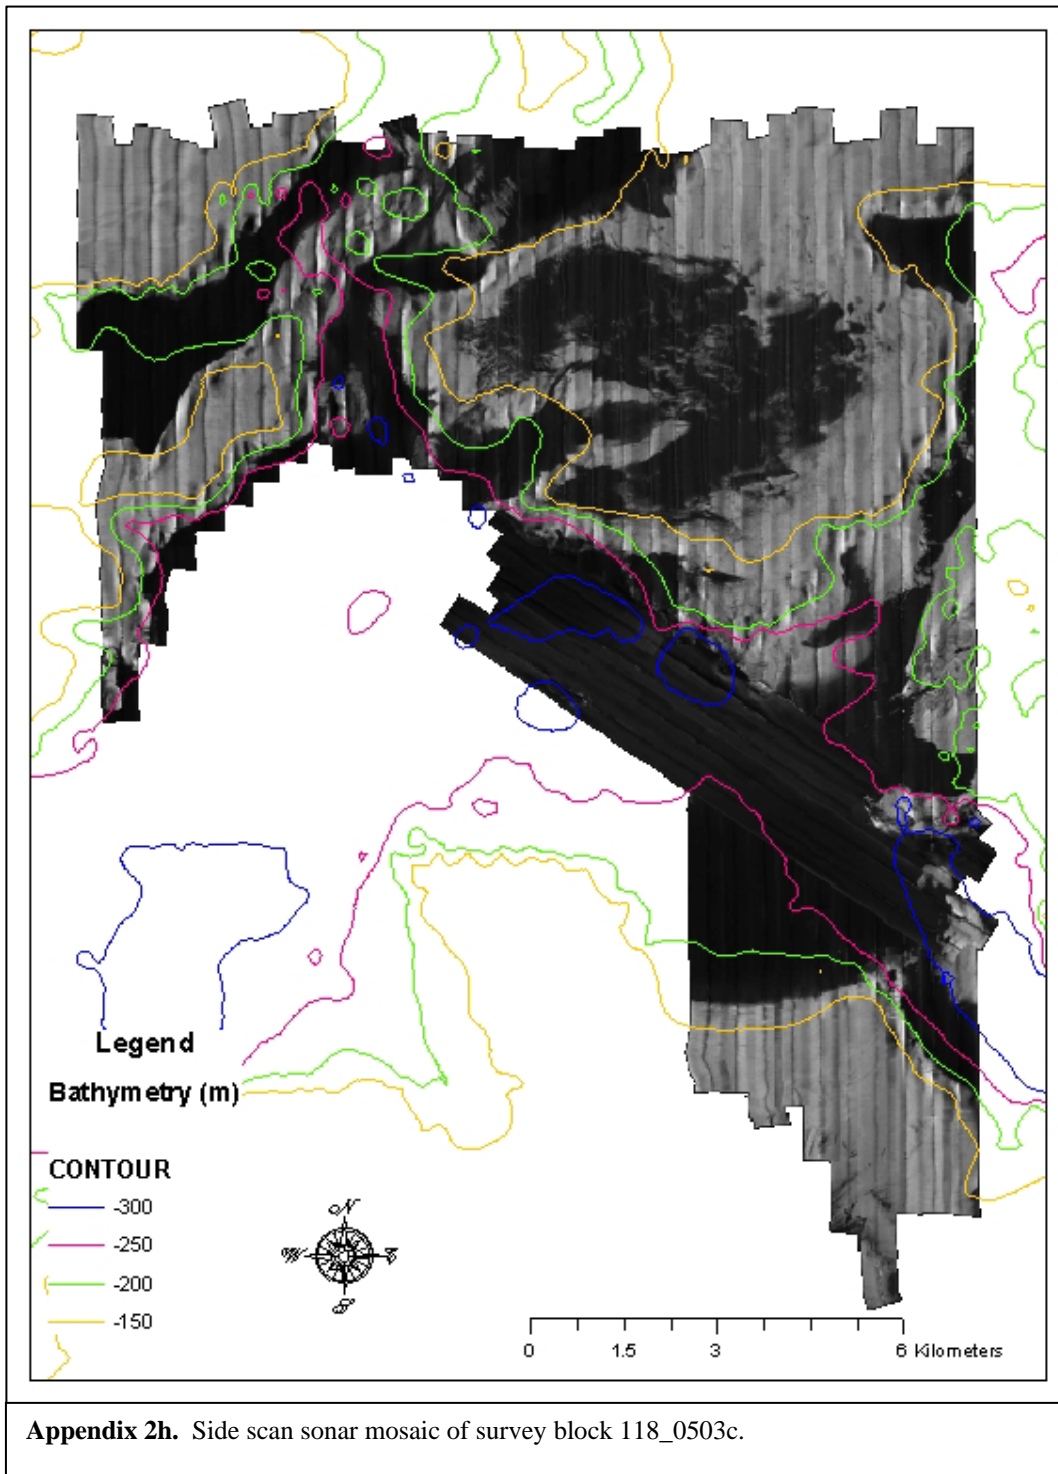 Legend
Bathymetry (m)
CONTOUR
-300
-250
-200
-150
N
W E
S
0 1.5 3 6 Kilometers
Appendix 2h. Side scan sonar mosaic of survey block 118_0503c.